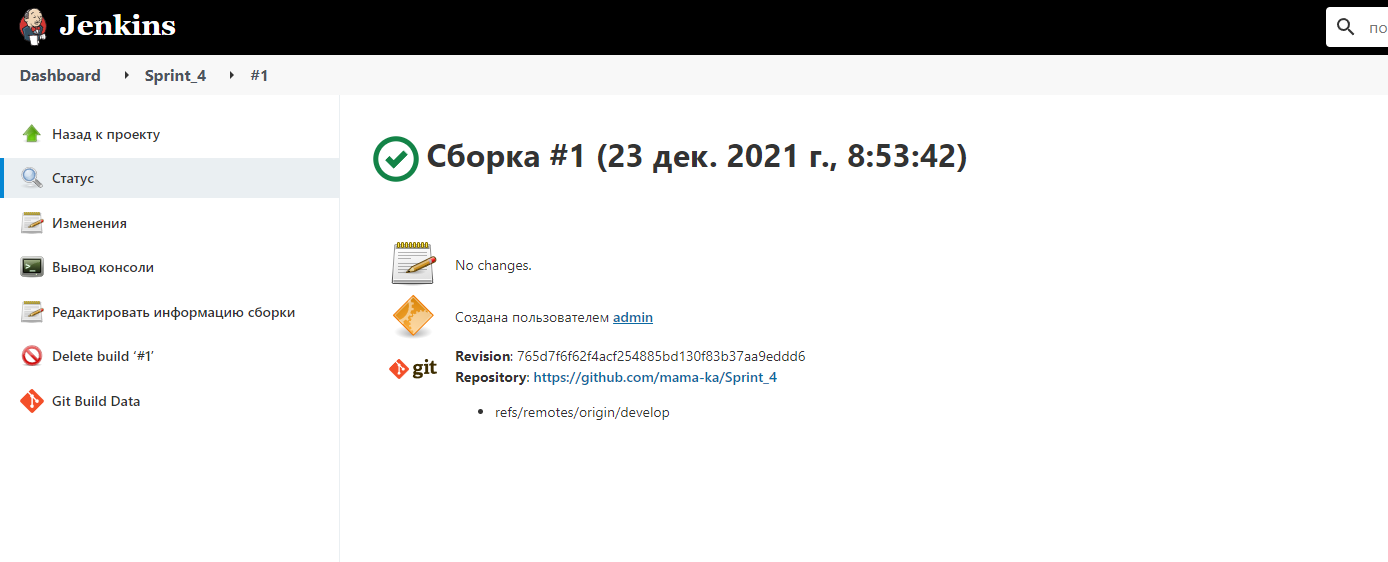 Jenkins
по
Dashboard Sprint_4 #1
Назад к проекту
Статус
Изменения
Вывод консоли
Редактировать информацию сборки
Delete build ‘#1’
Git Build Data
Сборка #1 (23 дек. 2021 г., 8:53:42)
No changes.
Создана пользователем admin
git
Revision: 765d7f6f62f4acf254885bd130f83b37aa9eddd6
Repository: https://github.com/mama-ka/Sprint_4
refs/remotes/origin/develop